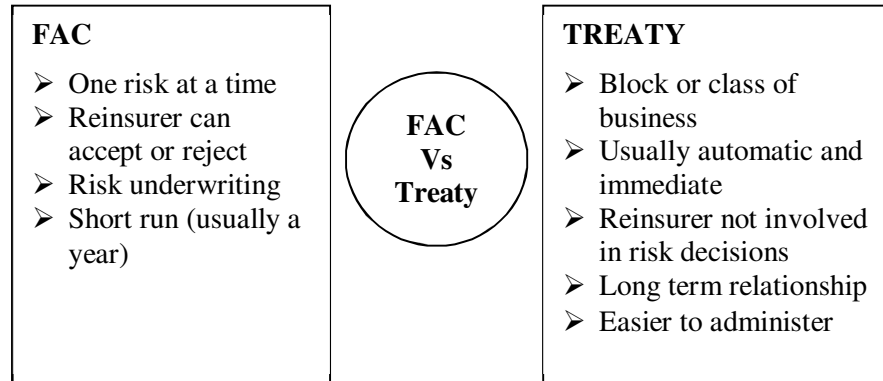 FAC
➢ One risk at a time
➢ Reinsurer can
accept or reject
➢ Risk underwriting
➢ Short run (usually a
year)
FAC
Vs
Treaty
TREATY
➢ Block or class of
business
➢ Usually automatic and
immediate
➢ Reinsurer not involved
in risk decisions
➢ Long term relationship
➢ Easier to administer